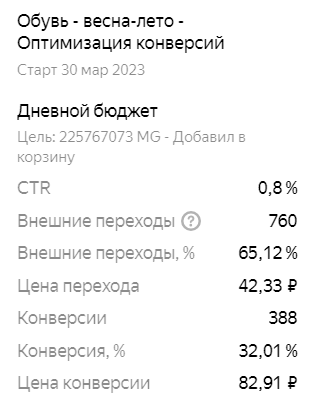 Обувь - весна-лето -
Оптимизация конверсий
Старт 30 мар 2023
Дневной бюджет
Цель: 225767073 MG - Добавил в
корзину
CTR 0,8 %
Внешние переходы ? 760
Внешние переходы, % 65,12 %
Цена перехода 42,33 ₽
Конверсии 388
Конверсия, % 32,01 %
Цена конверсии 82,91 ₽